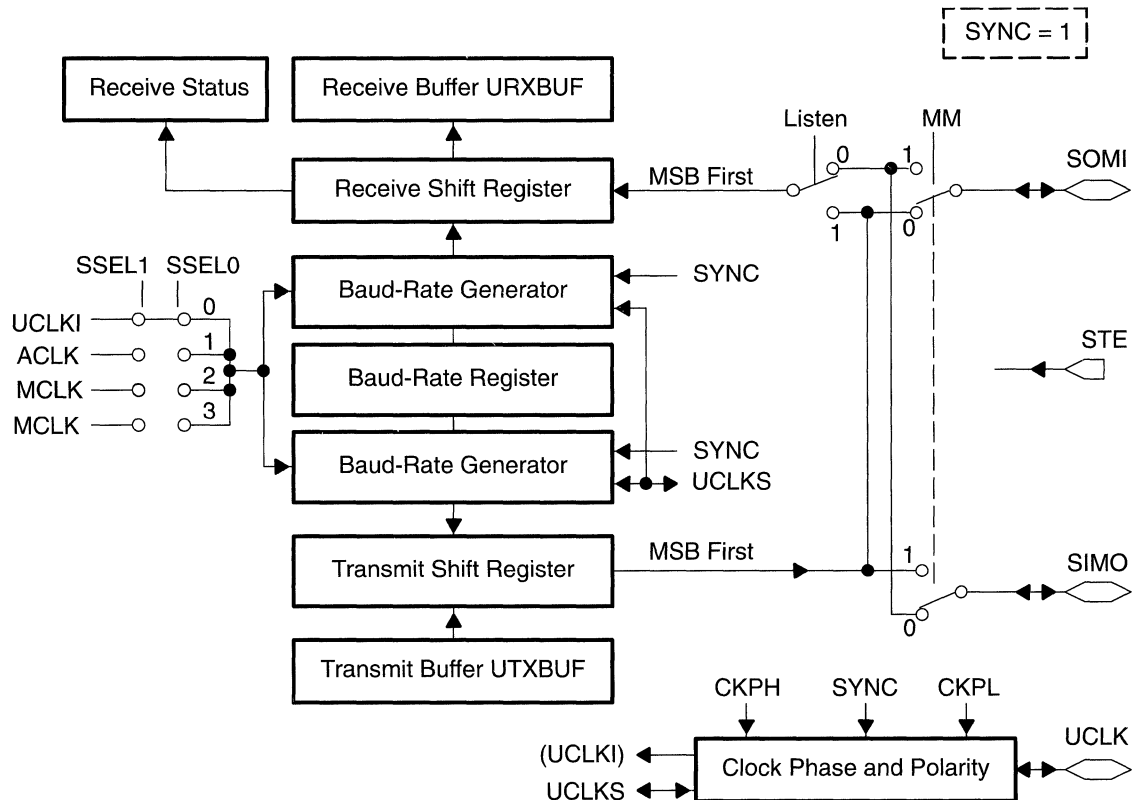 SYNC = 1
Receive Status
Receive Buffer URXBUF
Listen
MM
0
1
SOMI
Receive Shift Register
MSB First
1
0
SSEL1
SSEL0
Baud-Rate Generator
SYNC
UCLKI
0
ACLK
1
MCLK
2
MCLK
3
Baud-Rate Register
STE
Baud-Rate Generator
SYNC
UCLKS
Transmit Shift Register
MSB First
1
SIMO
0
Transmit Buffer UTXBUF
CKPH
SYNC
CKPL
UCLK
(UCLKI)
Clock Phase and Polarity
UCLKS